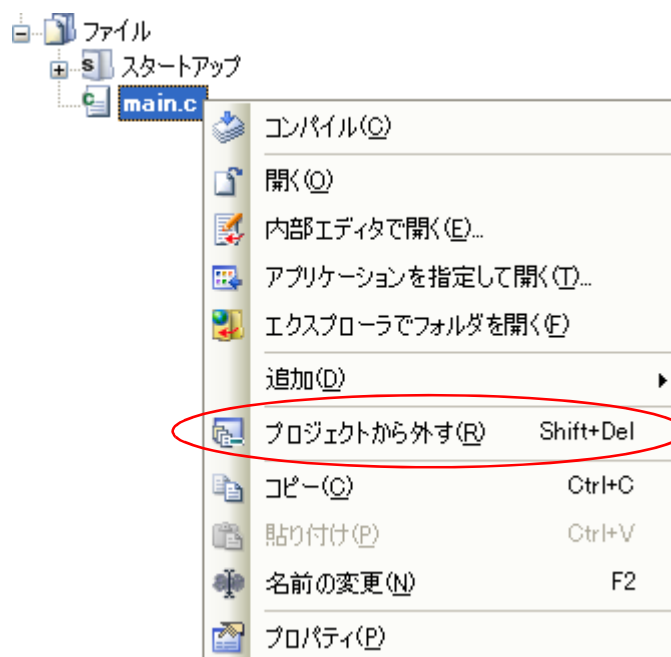 ファイル
スタートアップ
main.c
コンパイル(C)
開く(O)
内部エディタで開く(E)...
アプリケーションを指定して開く(T)...
エクスプローラでフォルダを開く(F)
追加(D)
プロジェクトから外す(R) Shift+Del
コピー(C) Ctrl+C
貼り付け(P) Ctrl+V
名前の変更(N) F2
プロパティ(P)